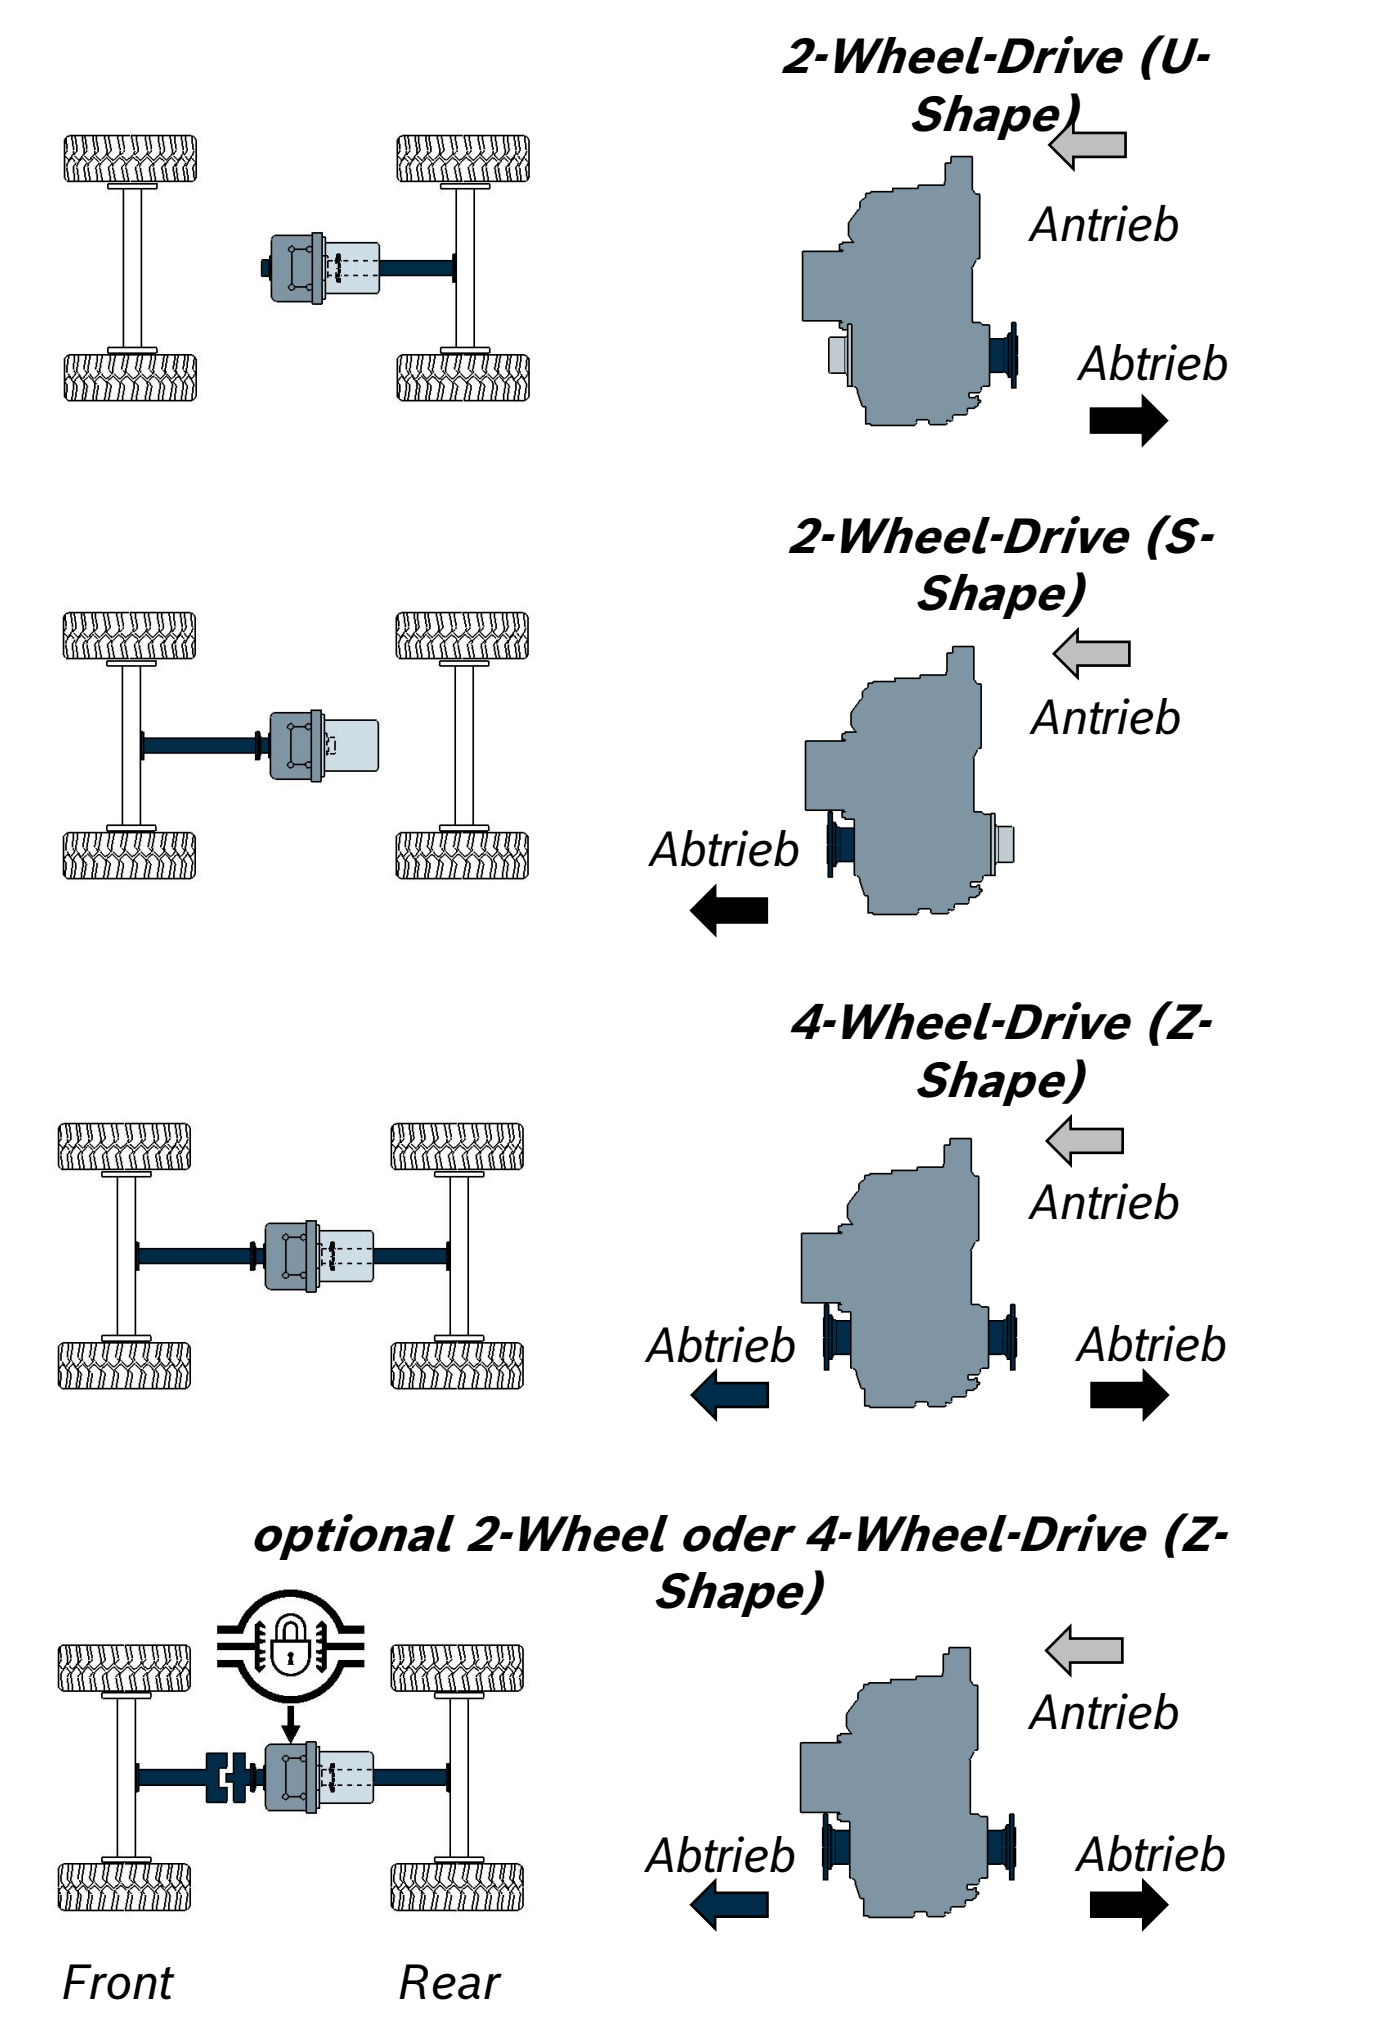 2-Wheel-Drive (U-
Shape)
Antrieb
Abtrieb
2-Wheel-Drive (S-
Shape)
Antrieb
Abtrieb
4-Wheel-Drive (Z-
Shape)
Antrieb
Abtrieb
Abtrieb
optional 2-Wheel oder 4-Wheel-Drive (Z-
Shape)
Antrieb
Abtrieb
Abtrieb
Front
Rear